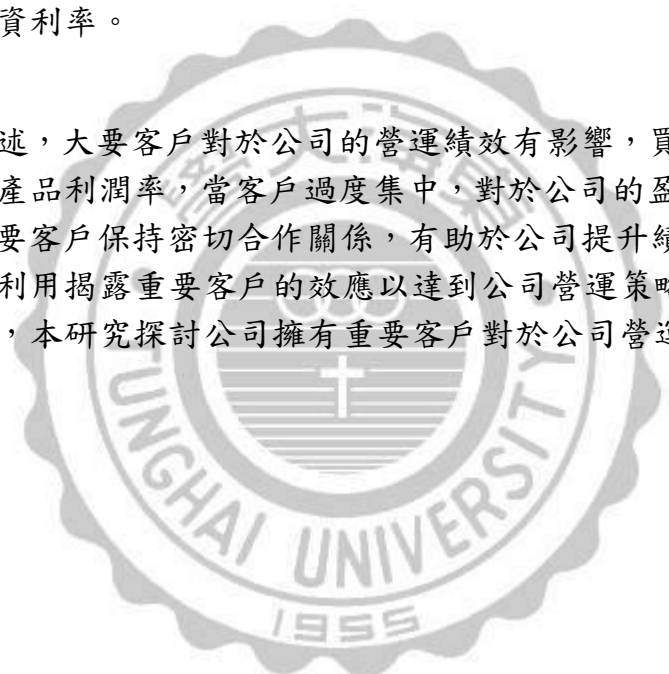 資利率。
述，大要客戶對於公司的營運績效有影響，買
產品利潤率，當客戶過度集中，對於公司的盈
要客戶保持密切合作關係，有助於公司提升績
利用揭露重要客戶的效應以達到公司營運策略
，本研究探討公司擁有重要客戶對於公司營運
學大海東
UNGHAI UNIVERSITY
1955